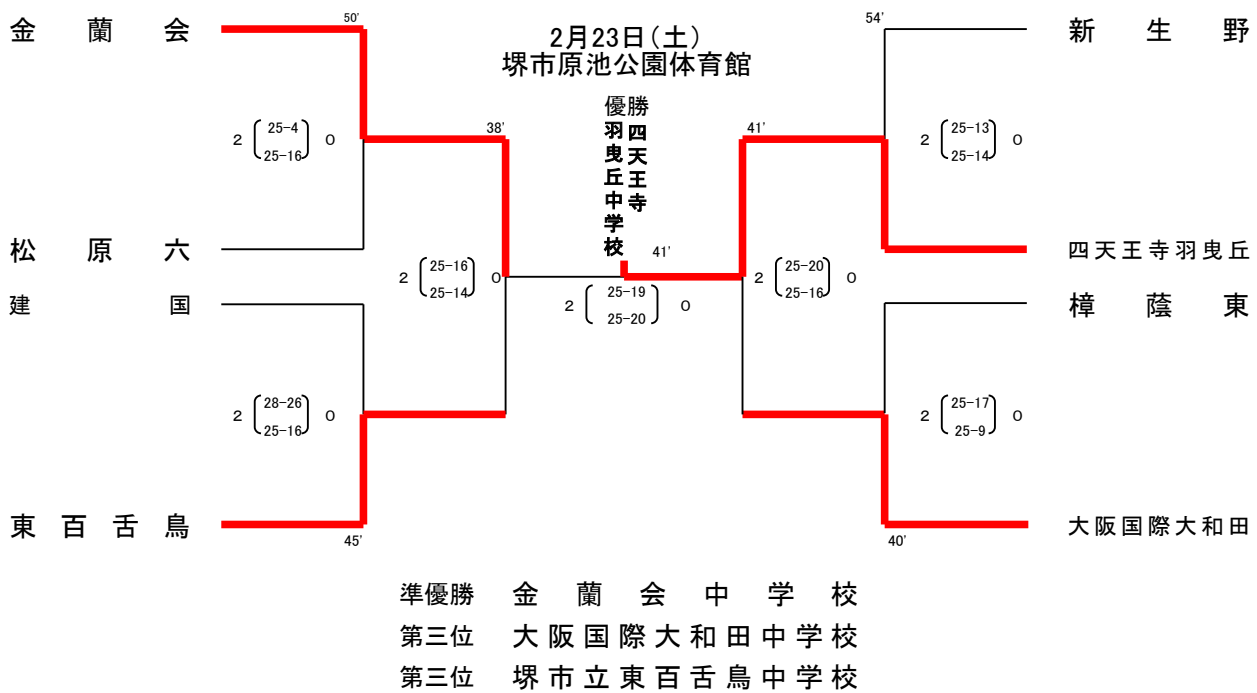 50'
54'
金蘭会
2月23日(土)
新生野
堺市原池公園体育館
優勝
四天王寺
羽曳丘中学校
38'
41'
2 25-4 0
25-16
2 25-13 0
25-14
松原六
41'
四天王寺羽曳丘
2 25-16 0
25-14
2 25-19 0
25-20
2 25-20 0
25-16
建国
樟蔭東
2 28-26 0
25-16
2 25-17 0
25-9
東百舌鳥
大阪国際大和田
45'
40'
準優勝 金蘭会中学校
第三位 大阪国際大和田中学校
第三位 堺市立東百舌鳥中学校